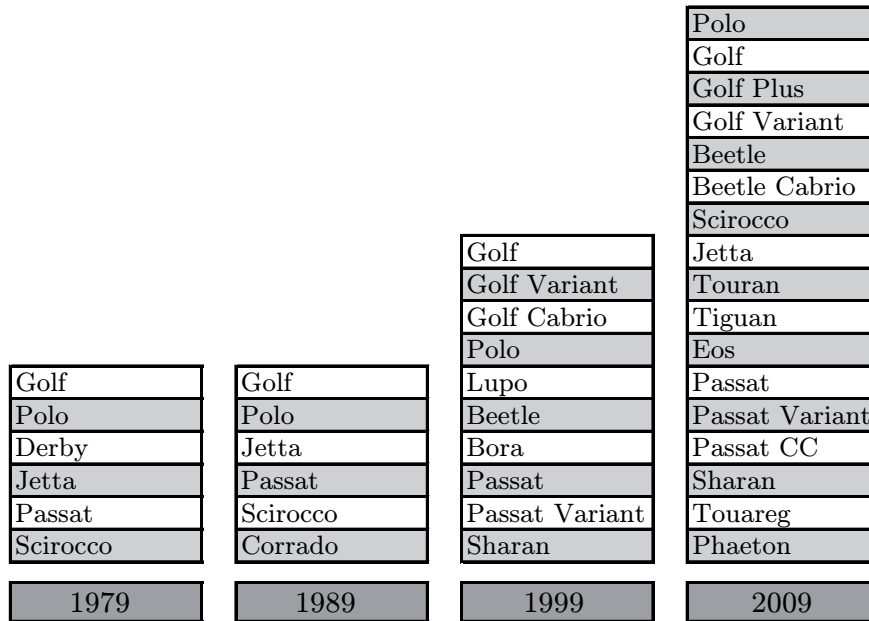 Golf
Polo
Derby
Jetta
Passat
Scirocco
1979
Golf
Polo
Jetta
Passat
Scirocco
Corrado
1989
Golf
Golf Variant
Golf Cabrio
Polo
Lupo
Beetle
Bora
Passat
Passat Variant
Sharan
1999
Polo
Golf
Golf Plus
Golf Variant
Beetle
Beetle Cabrio
Scirocco
Jetta
Touran
Tiguan
Eos
Passat
Passat Variant
Passat CC
Sharan
Touareg
Phaeton
2009